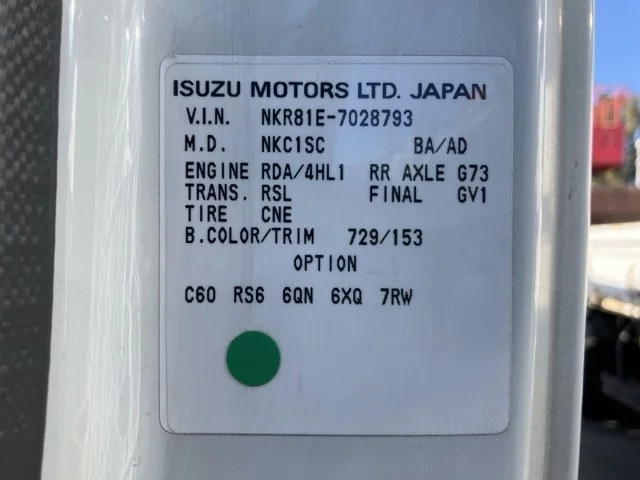 ISUZU MOTORS LTD. JAPAN
V.I.N. NKR81E-7028793
M.D. NKC1SC BA/AD
ENGINE RDA/4HL1 RR AXLE G73
TRANS. RSL FINAL GV1
TIRE CNE
B.COLOR/TRIM 729/153
OPTION
C60 RS6 6QN 6XQ 7RW